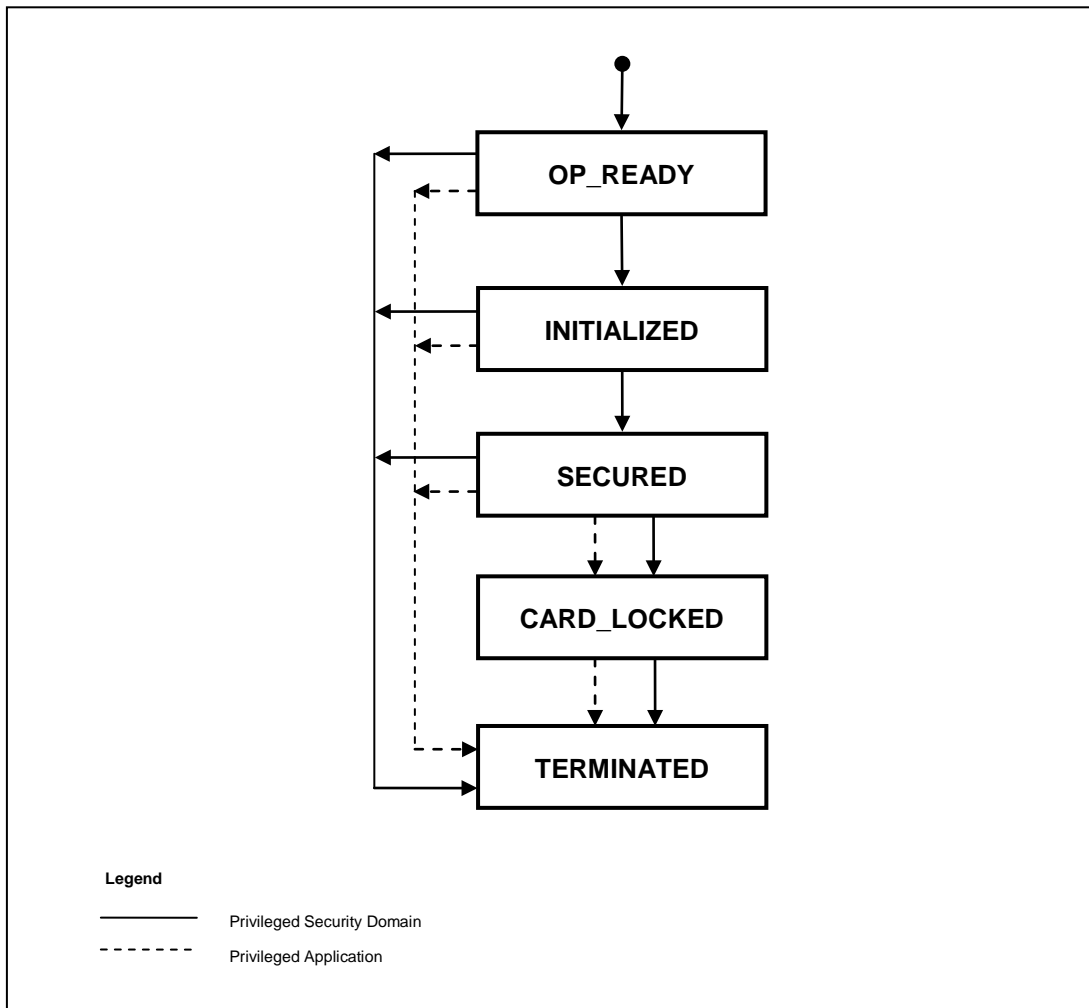 OP_READY
INITIALIZED
SECURED
CARD_LOCKED
TERMINATED
Legend
Privileged Security Domain
Privileged Application